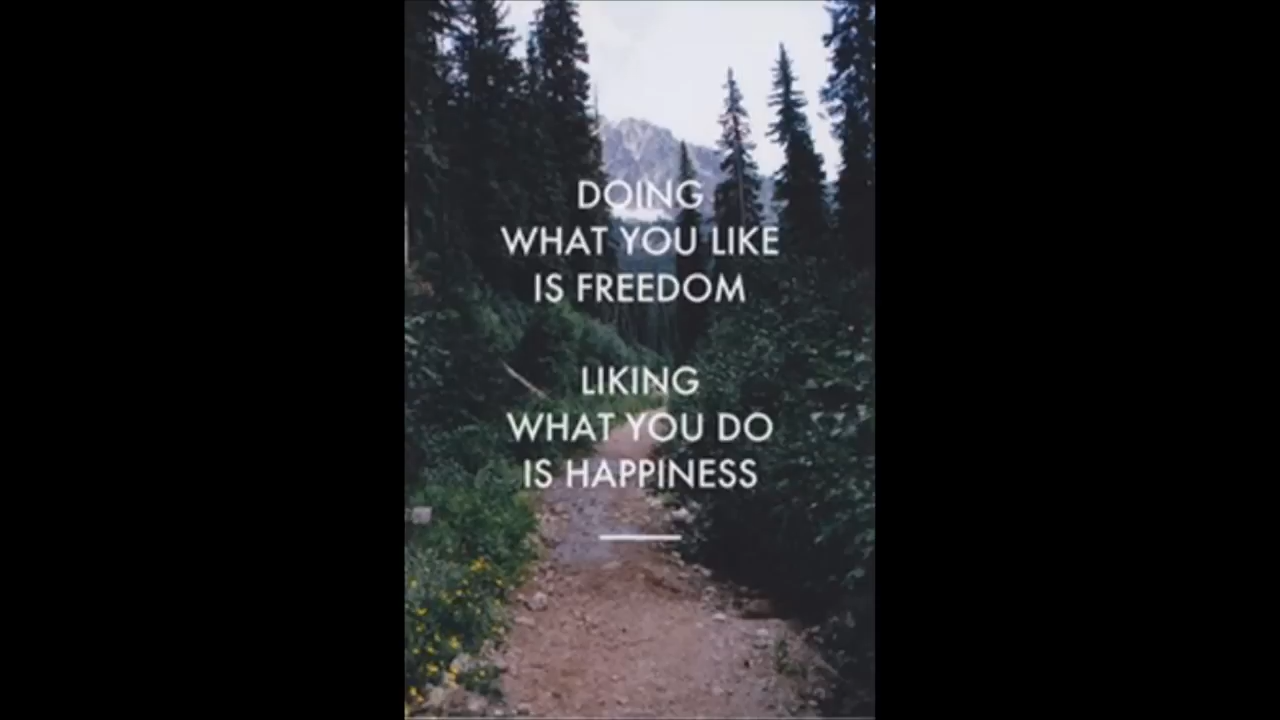 DOING
WHAT YOU LIKE
IS FREEDOM
LIKING
WHAT YOU DO
IS HAPPINESS